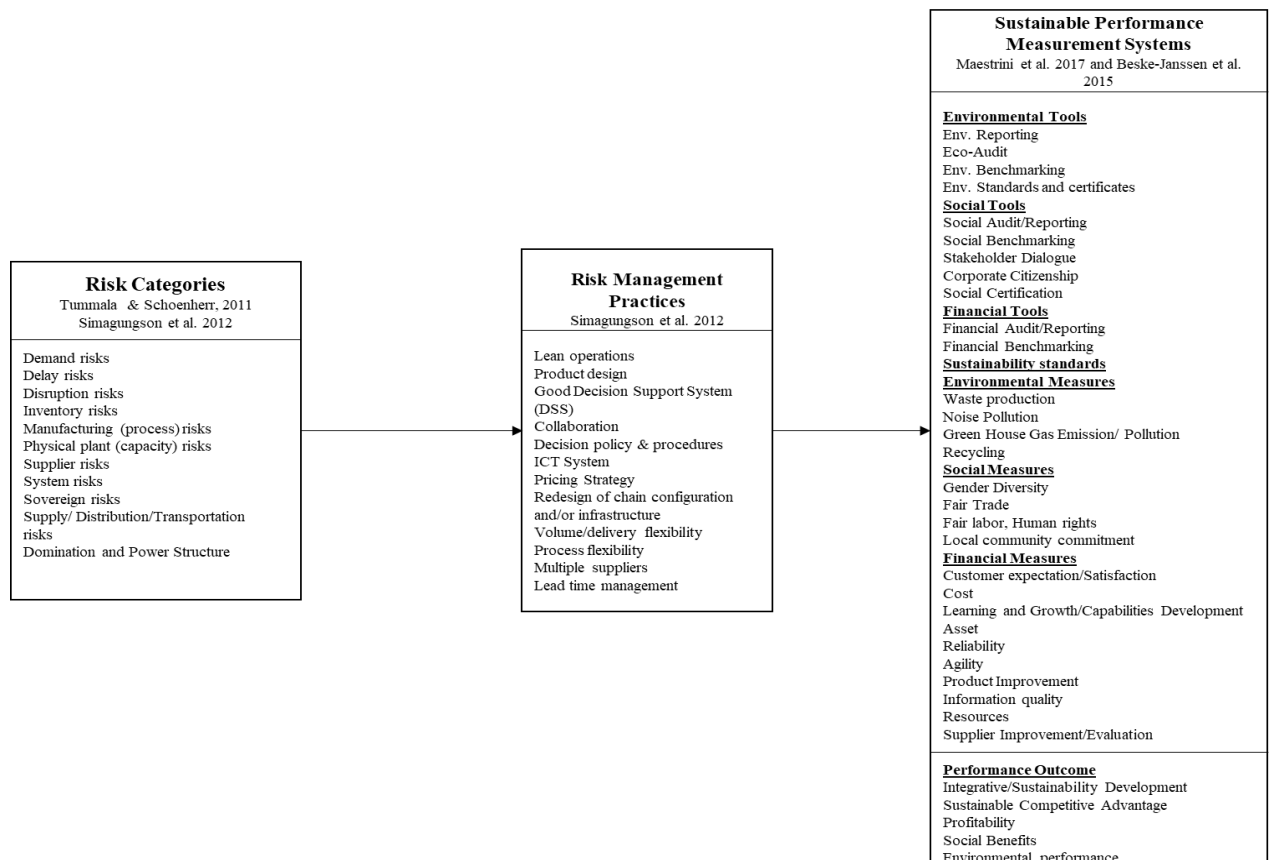 Risk Categories
Tummala & Schoenherr, 2011
Simagungson et al. 2012
Demand risks
Delay risks
Disruption risks
Inventory risks
Manufacturing (process) risks
Physical plant (capacity) risks
Supplier risks
System risks
Sovereign risks
Supply/ Distribution/Transportation
risks
Domination and Power Structure
Risk Management
Practices
Simagungson et al. 2012
Lean operations
Product design
Good Decision Support System
(DSS)
Collaboration
Decision policy & procedures
ICT System
Pricing Strategy
Redesign of chain configuration
and/or infrastructure
Volume/delivery flexibility
Process flexibility
Multiple suppliers
Lead time management
Sustainable Performance
Measurement Systems
Maestrini et al. 2017 and Beske-Janssen et al.
2015
Environmental Tools
Env. Reporting
Eco-Audit
Env. Benchmarking
Env. Standards and certificates
Social Tools
Social Audit/Reporting
Social Benchmarking
Stakeholder Dialogue
Corporate Citizenship
Social Certification
Financial Tools
Financial Audit/Reporting
Financial Benchmarking
Sustainability standards
Environmental Measures
Waste production
Noise Pollution
Green House Gas Emission/ Pollution
Recycling
Social Measures
Gender Diversity
Fair Trade
Fair labor, Human rights
Local community commitment
Financial Measures
Customer expectation/Satisfaction
Cost
Learning and Growth/Capabilities Development
Asset
Reliability
Agility
Product Improvement
Information quality
Resources
Supplier Improvement/Evaluation
Performance Outcome
Integrative/Sustainability Development
Sustainable Competitive Advantage
Profitability
Social Benefits
Environmental performance